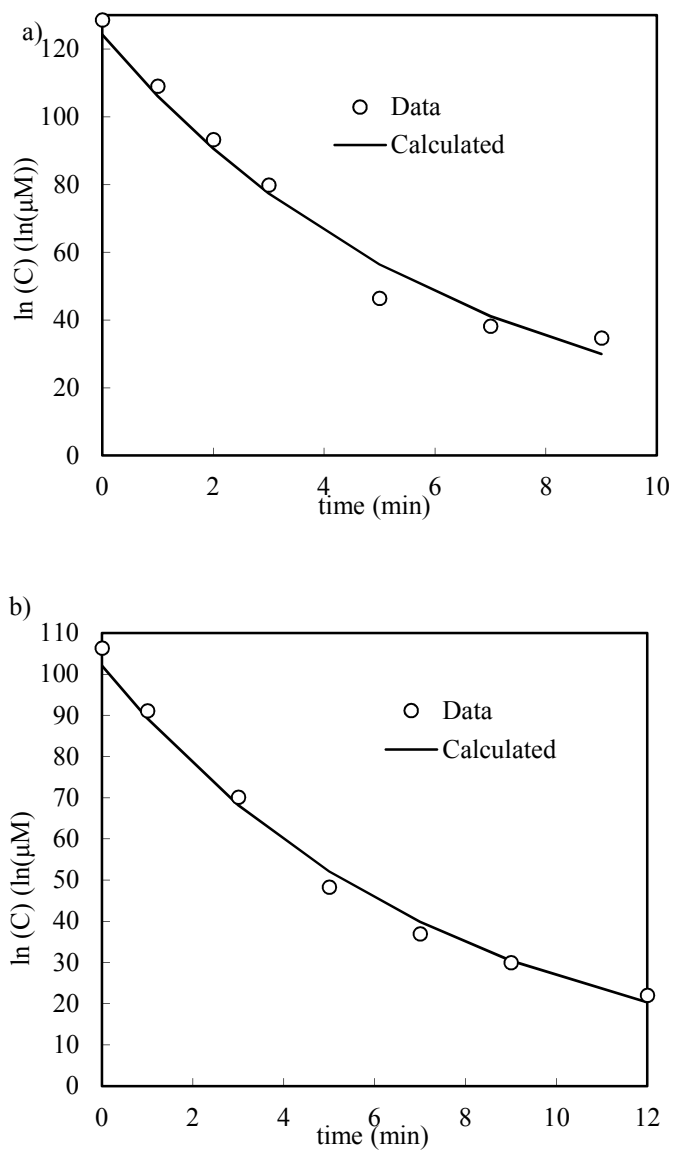 a)
120
100
80
60
40
20
0
ln (C) (ln(μM))
Data
Calculated
0 2 4 6 8 10
time (min)
b)
110
100
90
80
70
60
50
40
30
20
10
0
ln (C) (ln(μM)
Data
Calculated
0 2 4 6 8 10 12
time (min)